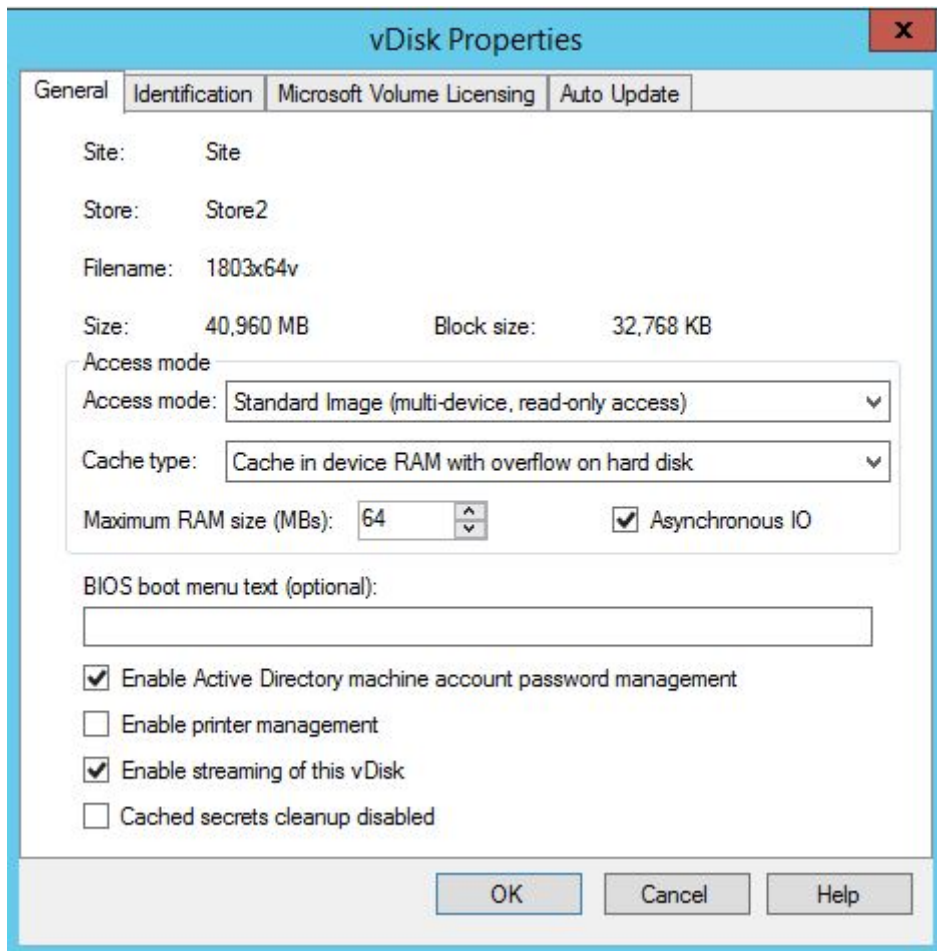 vDisk Properties
x
General Identification Microsoft Volume Licensing Auto Update
Site: Site
Store: Store2
Filename: 1803x64v
Size: 40,960 MB Block size: 32,768 KB
Access mode
Access mode: Standard Image (multi-device, read-only access)
Cache type: Cache in device RAM with overflow on hard disk
Maximum RAM size (MBs): 64 Asynchronous IO
BIOS boot menu text (optional):
Enable Active Directory machine account password management
Enable printer management
Enable streaming of this vDisk
Cached secrets cleanup disabled
OK Cancel Help